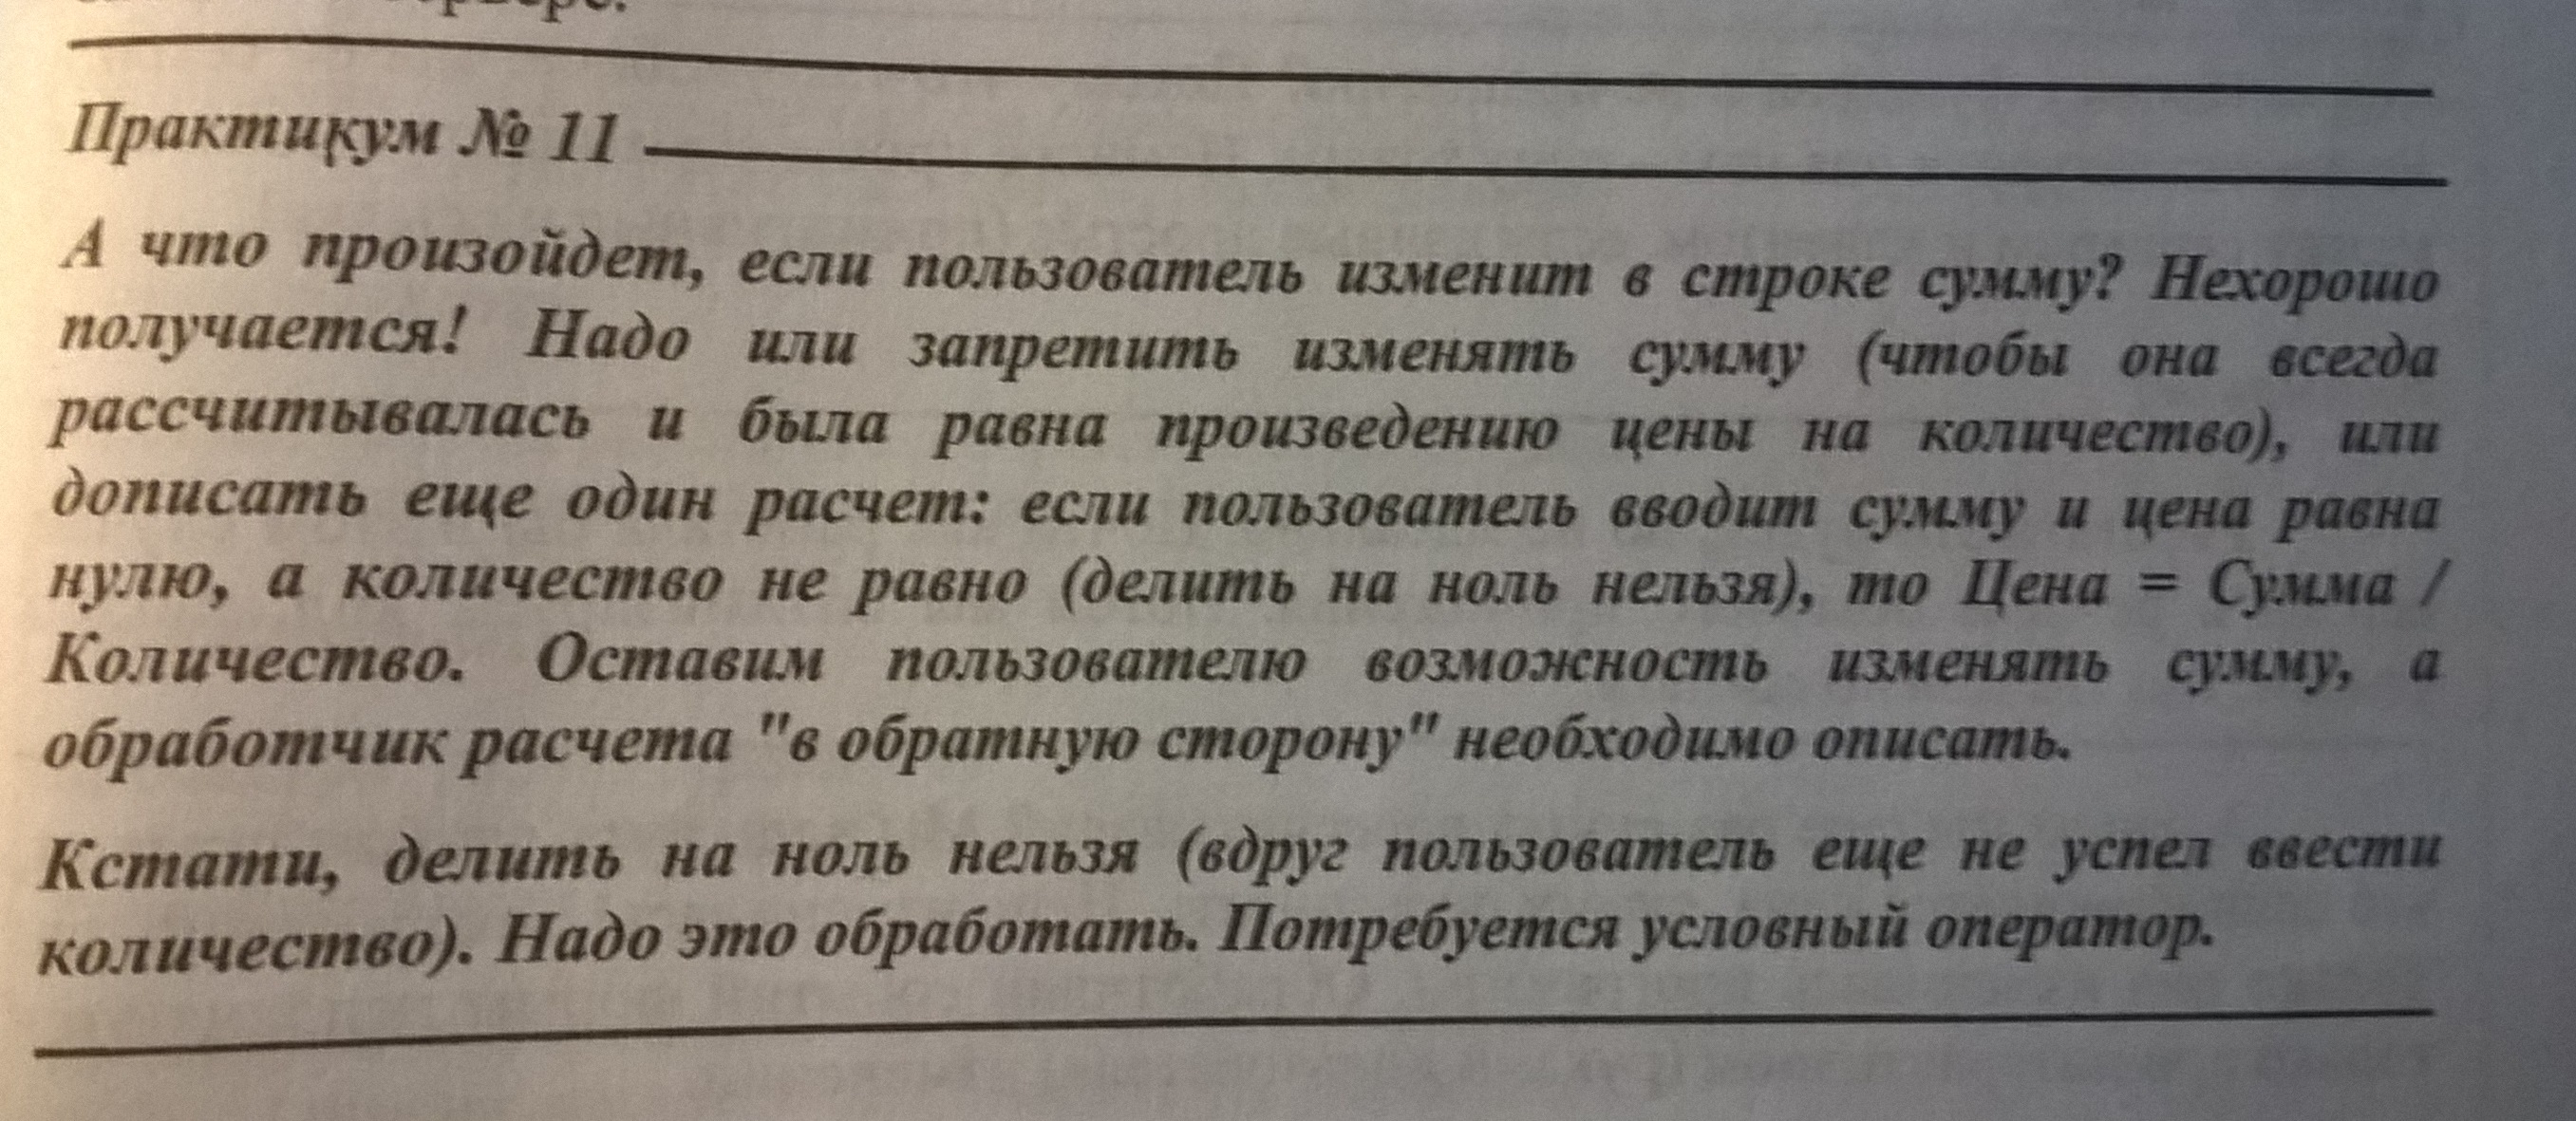 Практикум № 11
А что произойдет, если пользователь изменит в строке сумму? Нехорошо
получается! Надо или запретить изменять сумму (чтобы она всегда
рассчитывалась и была равна произведению цены на количество), или
дописать еще один расчет: если пользователь вводит сумму и цена равна
нулю, а количество не равно (делить на ноль нельзя), то Цена = Сумма /
Количество. Оставим пользователю возможность изменять сумму, а
обработчик расчета "в обратную сторону" необходимо описать.
Кстати, делить на ноль нельзя (вдруг пользователь еще не успел ввести
количество). Надо это обработать. Потребуется условный оператор.